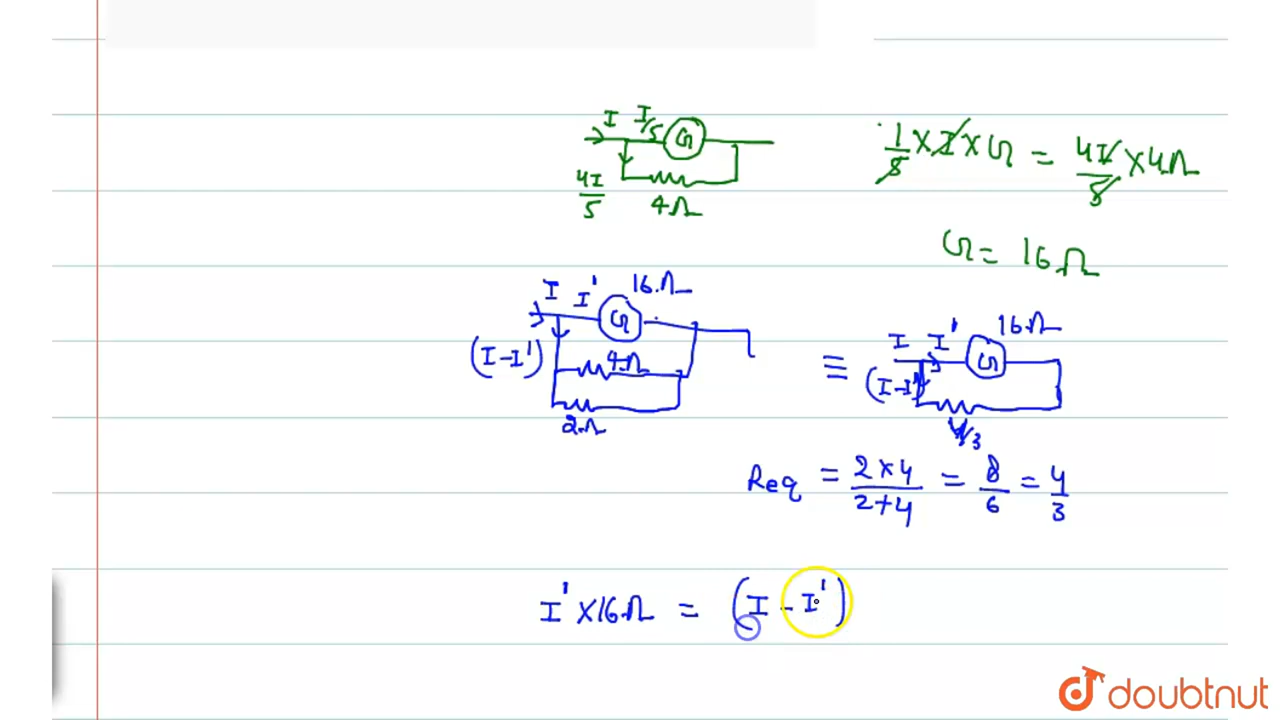 I I/5 G
4I/5 4Ω
1/5 × I × G = 4I/5 × 4Ω
G = 16Ω
I I' 16Ω
G
(I-I') 4Ω
2Ω
≡
I I' 16Ω
G
(I-I')
4/3
Req = 2×4/2+4 = 8/6 = 4/3
I' × 16Ω = (I - I')
doubtnut